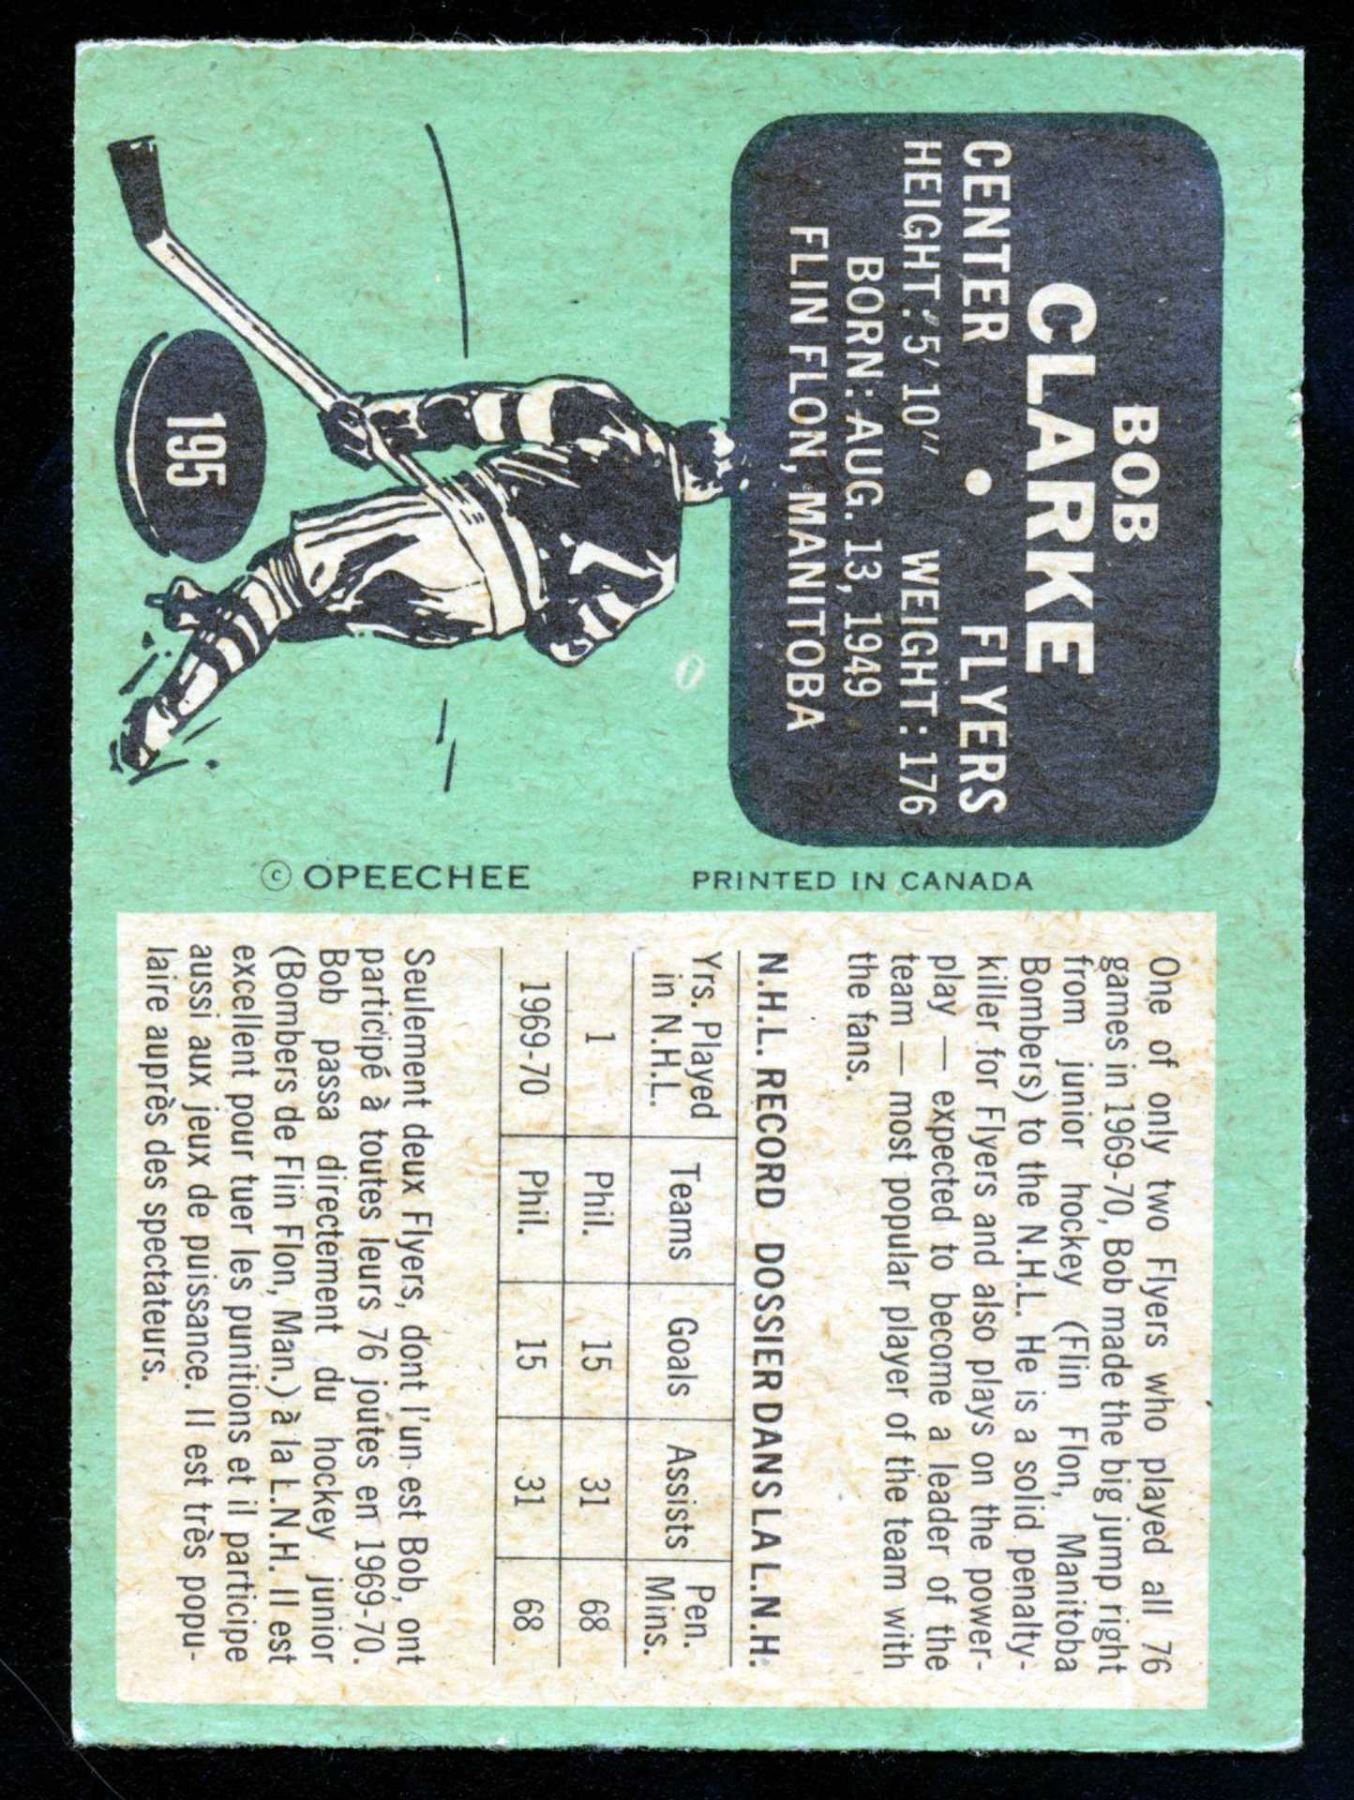 BOB
CLARKE
CENTER • FLYERS
HEIGHT: 5' 10" WEIGHT: 176
BORN: AUG. 13, 1949
FLIN FLON, MANITOBA
195
© OPEECHEE PRINTED IN CANADA
One of only two Flyers who played all 76
games in 1969-70, Bob made the big jump right
from junior hockey (Flin Flon, Manitoba
Bombers) to the N.H.L. He is a solid penalty-
killer for Flyers and also plays on the power-
play — expected to become a leader of the
team — most popular player of the team with
the fans.
N.H.L. RECORD DOSSIER DANS LA L.N.H.
Yrs. Played in N.H.L. Teams Goals Assists Pen. Mins.
1 Phil. 15 31 68
1969-70 Phil. 15 31 68
Seulement deux Flyers, dont l'un est Bob, ont
participé à toutes leurs 76 joutes en 1969-70.
Bob passa directement du hockey junior
(Bombers de Flin Flon, Man.) à la L.N.H. Il est
excellent pour tuer les punitions et il participe
aussi aux jeux de puissance. Il est très popu-
laire auprès des spectateurs.